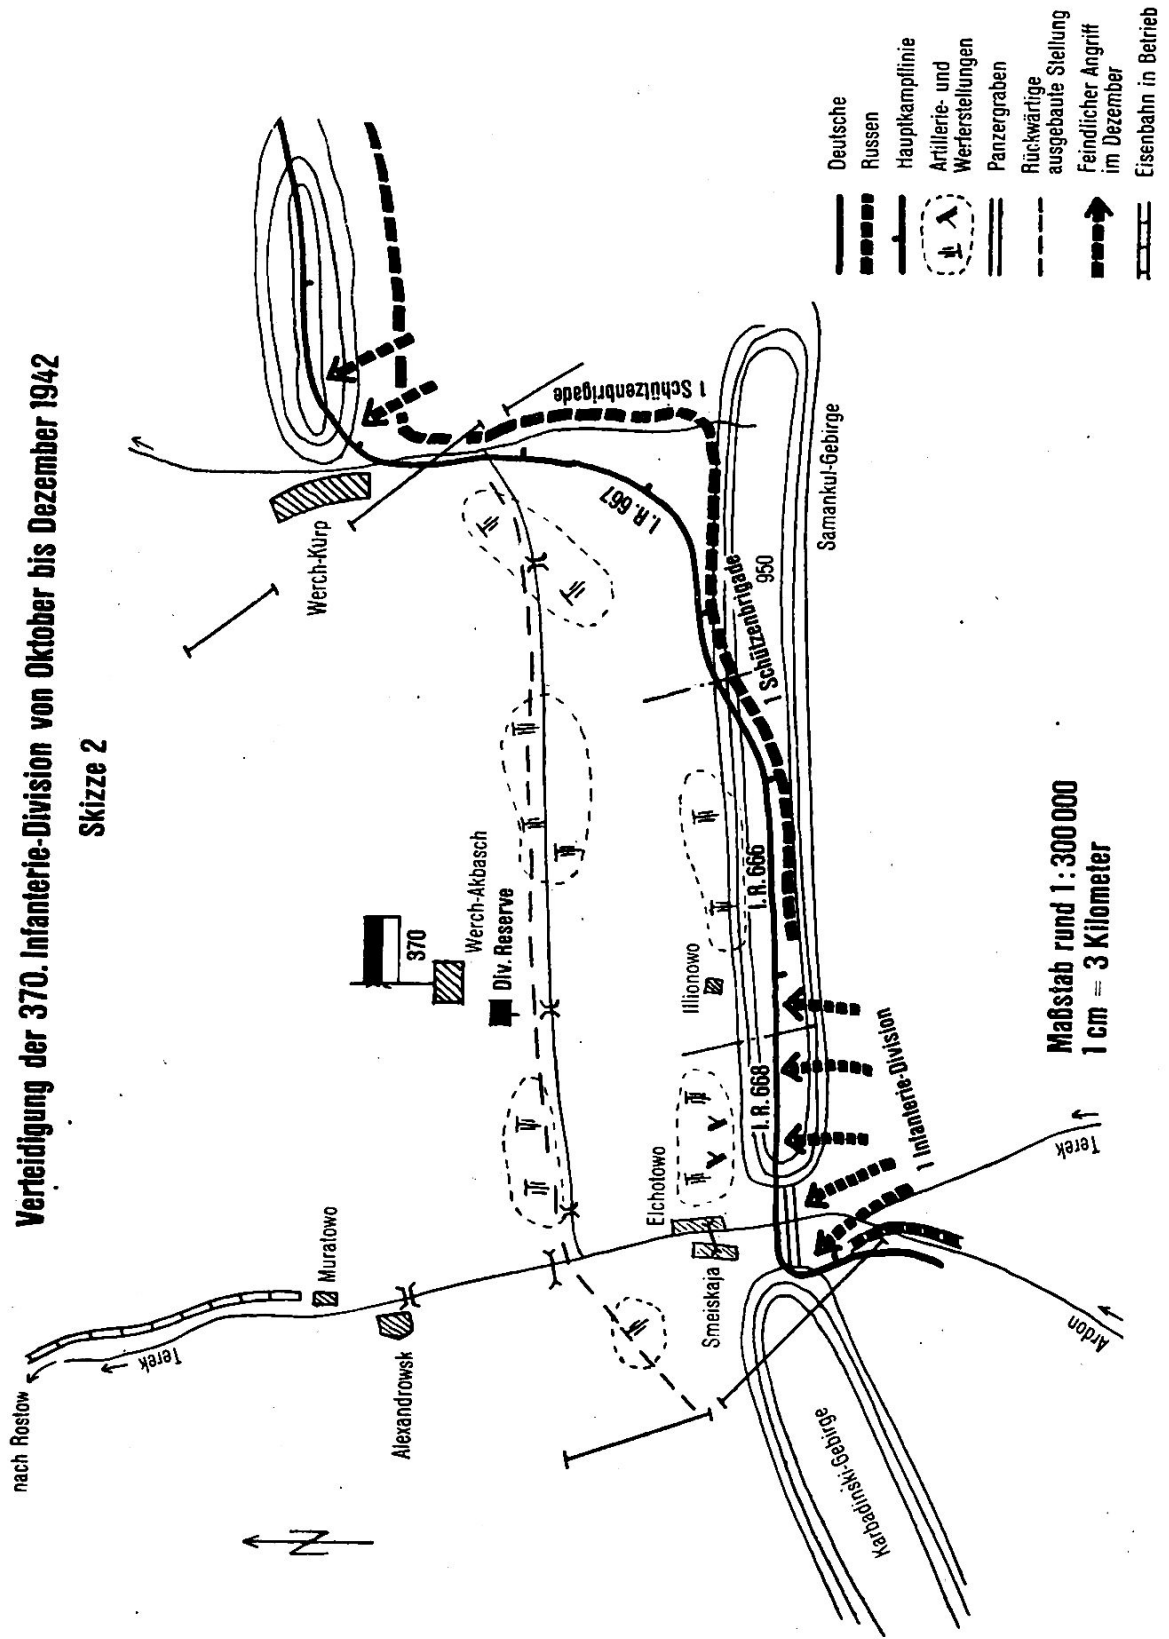 Verteidigung der 370. Infanterie-Division von Oktober bis Dezember 1942
Skizze 2
nach Rostow
Terek
Muratowo
Alexandrowsk
370
Werch-Akbasch
Div. Reserve
Werch-Kurp
1 Schützenbrigade
I.R. 667
Elchotowo
Smeiskaja
Illionowo
I.R. 668
I.R. 666
1 Schützenbrigade
950
Samankul-Gebirge
1 Infanterie-Division
Karbadinski-Gebirge
Ardon
Terek
N
Maßstab rund 1:300000
1 cm = 3 Kilometer
Deutsche
Russen
Hauptkampflinie
Artillerie- und
Werferstellungen
Panzergraben
Rückwärtige
ausgebaute Stellung
Feindlicher Angriff
im Dezember
Eisenbahn in Betrieb